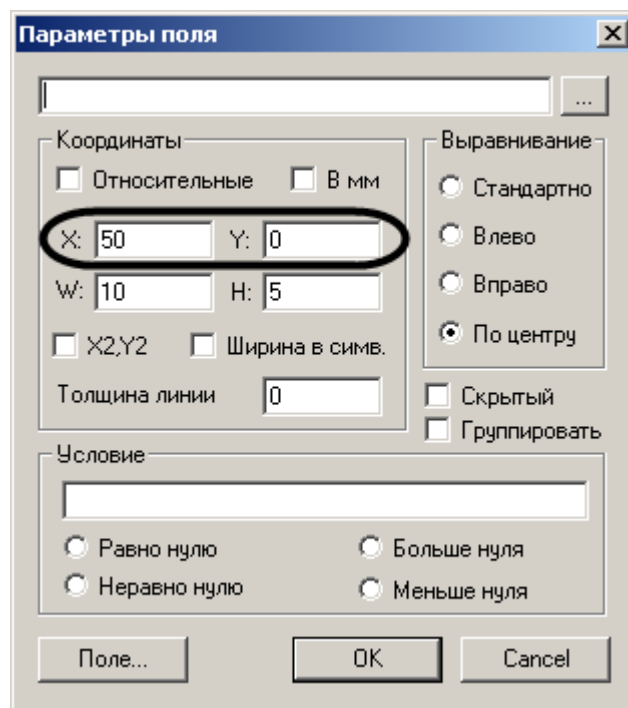 Параметры поля
...
Координаты
Выравнивание
Относительные В мм
Стандартно
X: 50 Y: 0
Влево
W: 10 H: 5
Вправо
X2,Y2 Ширина в симв.
По центру
Толщина линии 0
Скрытый
Группировать
Условие
Равно нулю Больше нуля
Неравно нулю Меньше нуля
Поле... OK Cancel